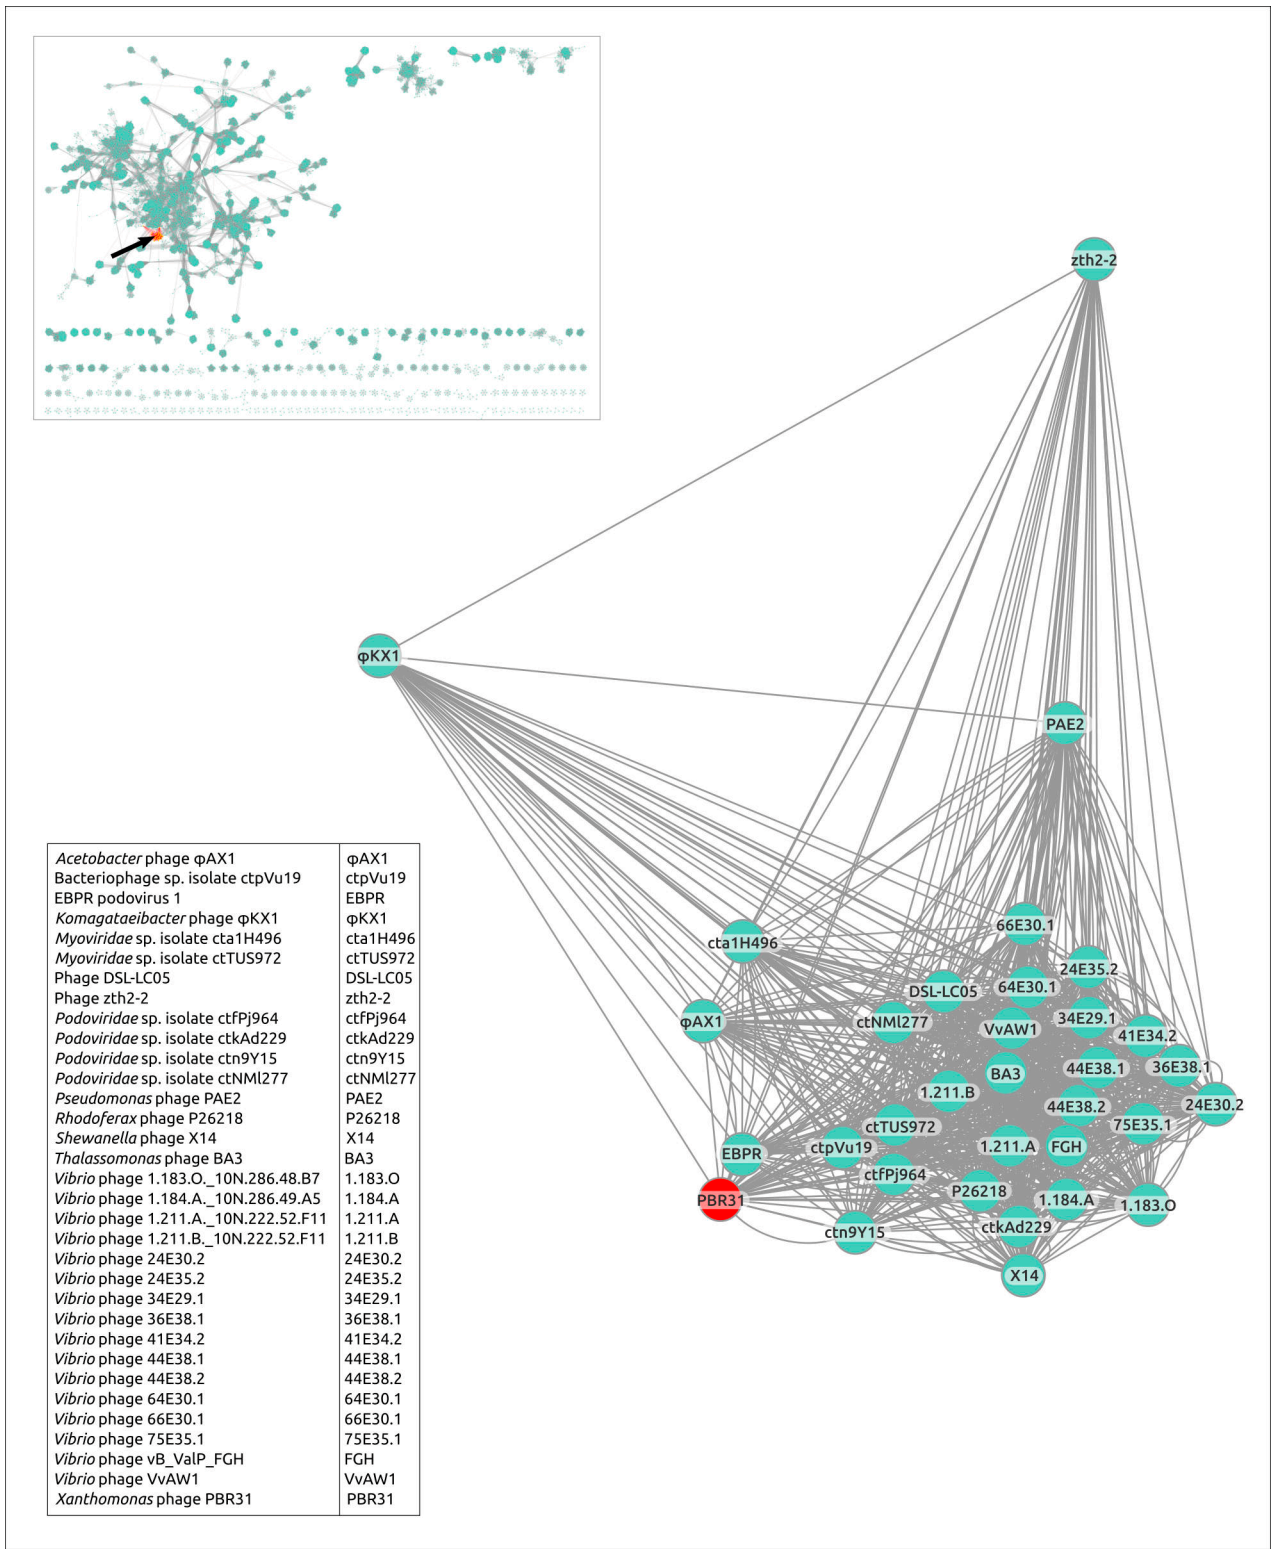 zth2-2
φKX1
PAE2
66E30.1
cta1H496
24E35.2
DSL-LC05
64E30.1
φAX1
ctNMl277
VvAW1
34E29.1
41E34.2
BA3
44E38.1
36E38.1
1.211.B
44E38.2
24E30.2
ctTUS972
75E35.1
EBPR
ctpVu19
1.211.A
FGH
ctfPj964
PBR31
P26218
1.184.A
1.183.O
ctn9Y15
ctkAd229
X14
Acetobacter phage φAX1 φAX1
Bacteriophage sp. isolate ctpVu19 ctpVu19
EBPR podovirus 1 EBPR
Komagataeibacter phage φKX1 φKX1
Myoviridae sp. isolate cta1H496 cta1H496
Myoviridae sp. isolate ctTUS972 ctTUS972
Phage DSL-LC05 DSL-LC05
Phage zth2-2 zth2-2
Podoviridae sp. isolate ctfPj964 ctfPj964
Podoviridae sp. isolate ctkAd229 ctkAd229
Podoviridae sp. isolate ctn9Y15 ctn9Y15
Podoviridae sp. isolate ctNMl277 ctNMl277
Pseudomonas phage PAE2 PAE2
Rhodoferax phage P26218 P26218
Shewanella phage X14 X14
Thalassomonas phage BA3 BA3
Vibrio phage 1.183.O._10N.286.48.B7 1.183.O
Vibrio phage 1.184.A._10N.286.49.A5 1.184.A
Vibrio phage 1.211.A._10N.222.52.F11 1.211.A
Vibrio phage 1.211.B._10N.222.52.F11 1.211.B
Vibrio phage 24E30.2 24E30.2
Vibrio phage 24E35.2 24E35.2
Vibrio phage 34E29.1 34E29.1
Vibrio phage 36E38.1 36E38.1
Vibrio phage 41E34.2 41E34.2
Vibrio phage 44E38.1 44E38.1
Vibrio phage 44E38.2 44E38.2
Vibrio phage 64E30.1 64E30.1
Vibrio phage 66E30.1 66E30.1
Vibrio phage 75E35.1 75E35.1
Vibrio phage vB_ValP_FGH FGH
Vibrio phage VvAW1 VvAW1
Xanthomonas phage PBR31 PBR31